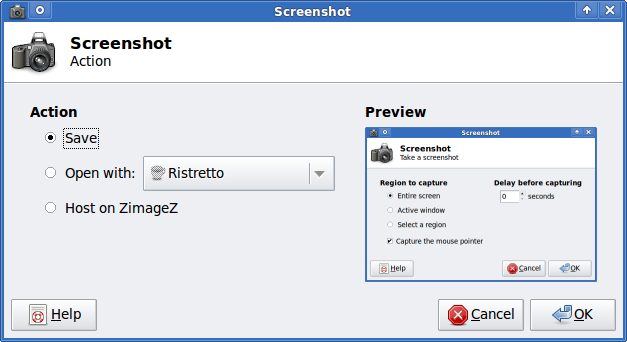 Screenshot
Screenshot
Action
Action
Save
Open with: Ristretto
Host on ZimageZ
Preview
Screenshot
Screenshot
Take a screenshot
Region to capture
Entire screen
Active window
Select a region
Capture the mouse pointer
Delay before capturing
0 seconds
Help
Cancel
OK
Help
Cancel
OK